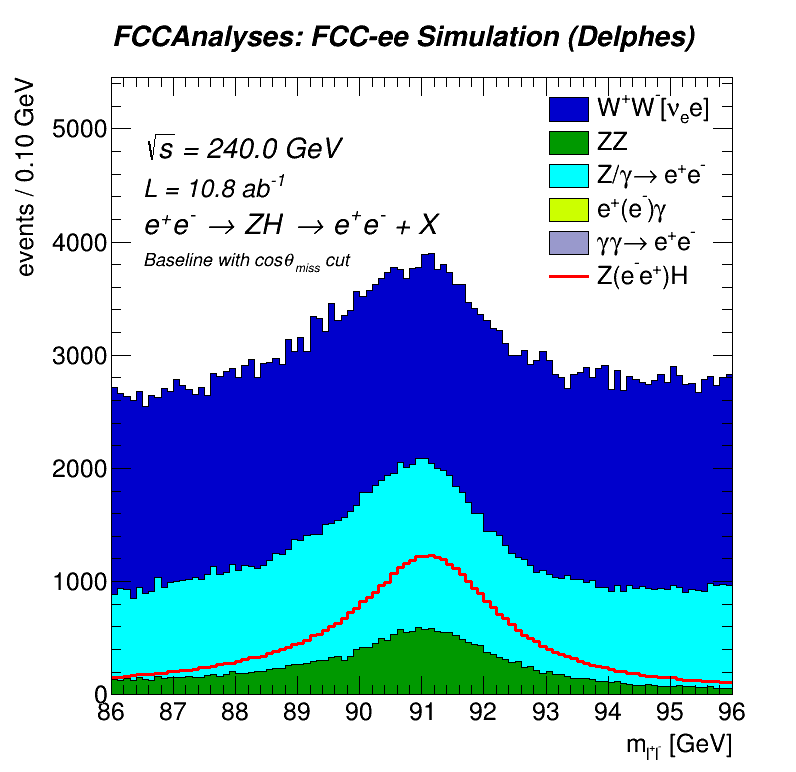 FCCAnalyses: FCC-ee Simulation (Delphes)
events / 0.10 GeV
5000
4000
3000
2000
1000
0
√s = 240.0 GeV
L = 10.8 ab⁻¹
e⁺e⁻ → ZH → e⁺e⁻ + X
Baseline with cosθ_miss cut
W⁺W⁻[νₑe]
ZZ
Z/γ→ e⁺e⁻
e⁺(e⁻)γ
γγ→ e⁺e⁻
Z(e⁻e⁺)H
86 87 88 89 90 91 92 93 94 95 96
m_l⁺l⁻ [GeV]